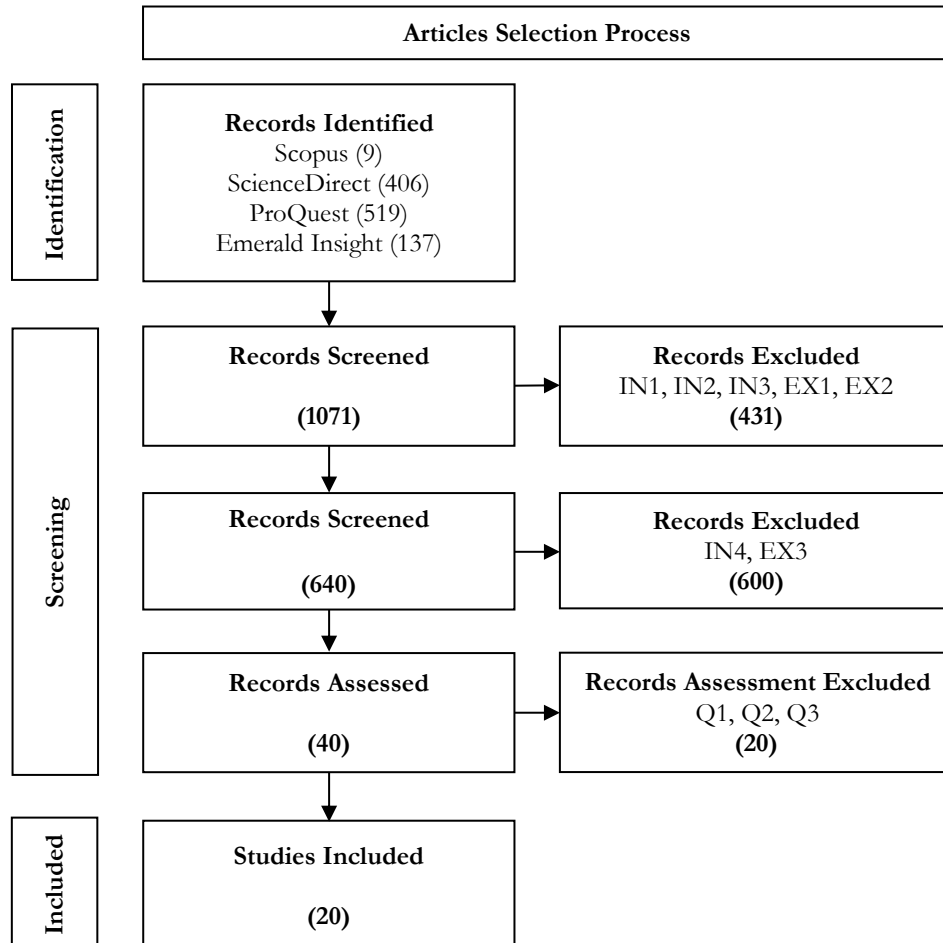 Articles Selection Process
Identification
Records Identified
Scopus (9)
ScienceDirect (406)
ProQuest (519)
Emerald Insight (137)
Screening
Records Screened
(1071)
Records Excluded
IN1, IN2, IN3, EX1, EX2
(431)
Records Screened
(640)
Records Excluded
IN4, EX3
(600)
Records Assessed
(40)
Records Assessment Excluded
Q1, Q2, Q3
(20)
Included
Studies Included
(20)